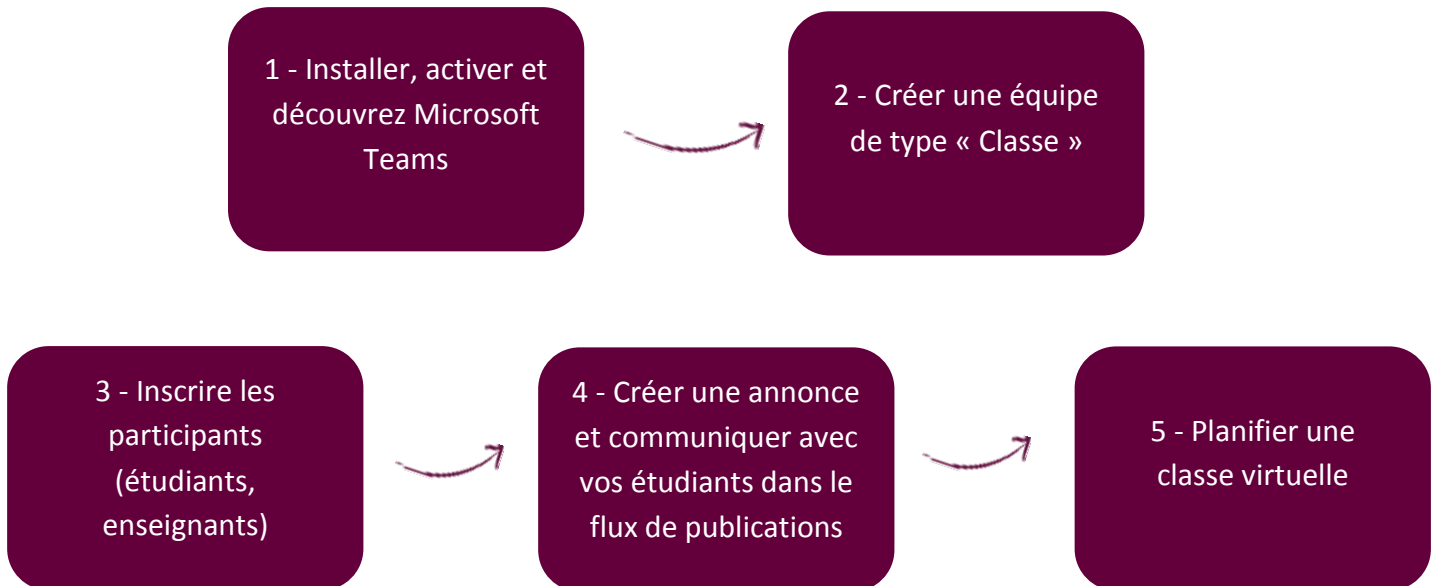 1 - Installer, activer et
découvrez Microsoft
Teams
2 - Créer une équipe
de type « Classe »
3 - Inscrire les
participants
(étudiants,
enseignants)
4 - Créer une annonce
et communiquer avec
vos étudiants dans le
flux de publications
5 - Planifier une
classe virtuelle